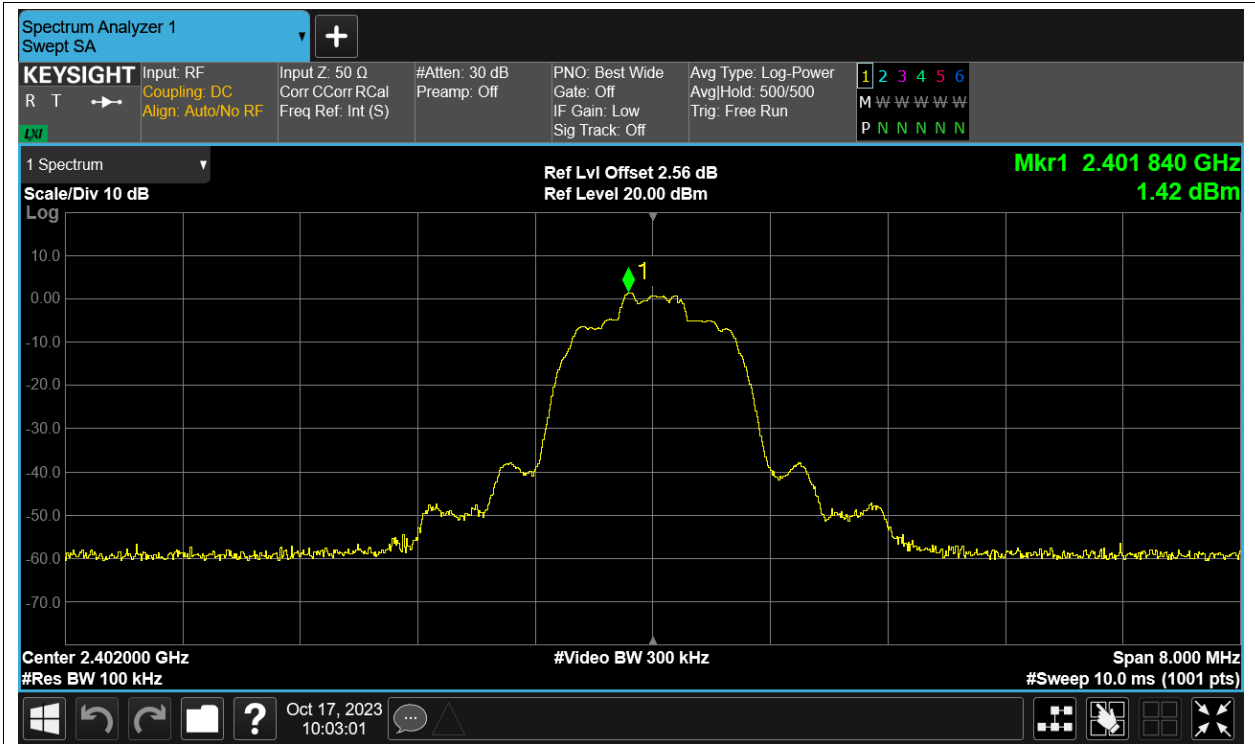 Spectrum Analyzer 1
Swept SA
+
KEYSIGHT
R T
LXI
Input: RF
Coupling: DC
Align: Auto/No RF
Input Z: 50 Ω
Corr CCorr RCal
Freq Ref: Int (S)
#Atten: 30 dB
Preamp: Off
PNO: Best Wide
Gate: Off
IF Gain: Low
Sig Track: Off
Avg Type: Log-Power
Avg|Hold: 500/500
Trig: Free Run
1 2 3 4 5 6
M W W W W W
P N N N N N
1 Spectrum
Scale/Div 10 dB
Log
Ref Lvl Offset 2.56 dB
Ref Level 20.00 dBm
Mkr1 2.401 840 GHz
1.42 dBm
1
10.0
0.00
-10.0
-20.0
-30.0
-40.0
-50.0
-60.0
-70.0
Center 2.402000 GHz
#Res BW 100 kHz
#Video BW 300 kHz
Span 8.000 MHz
#Sweep 10.0 ms (1001 pts)
?
Oct 17, 2023
10:03:01